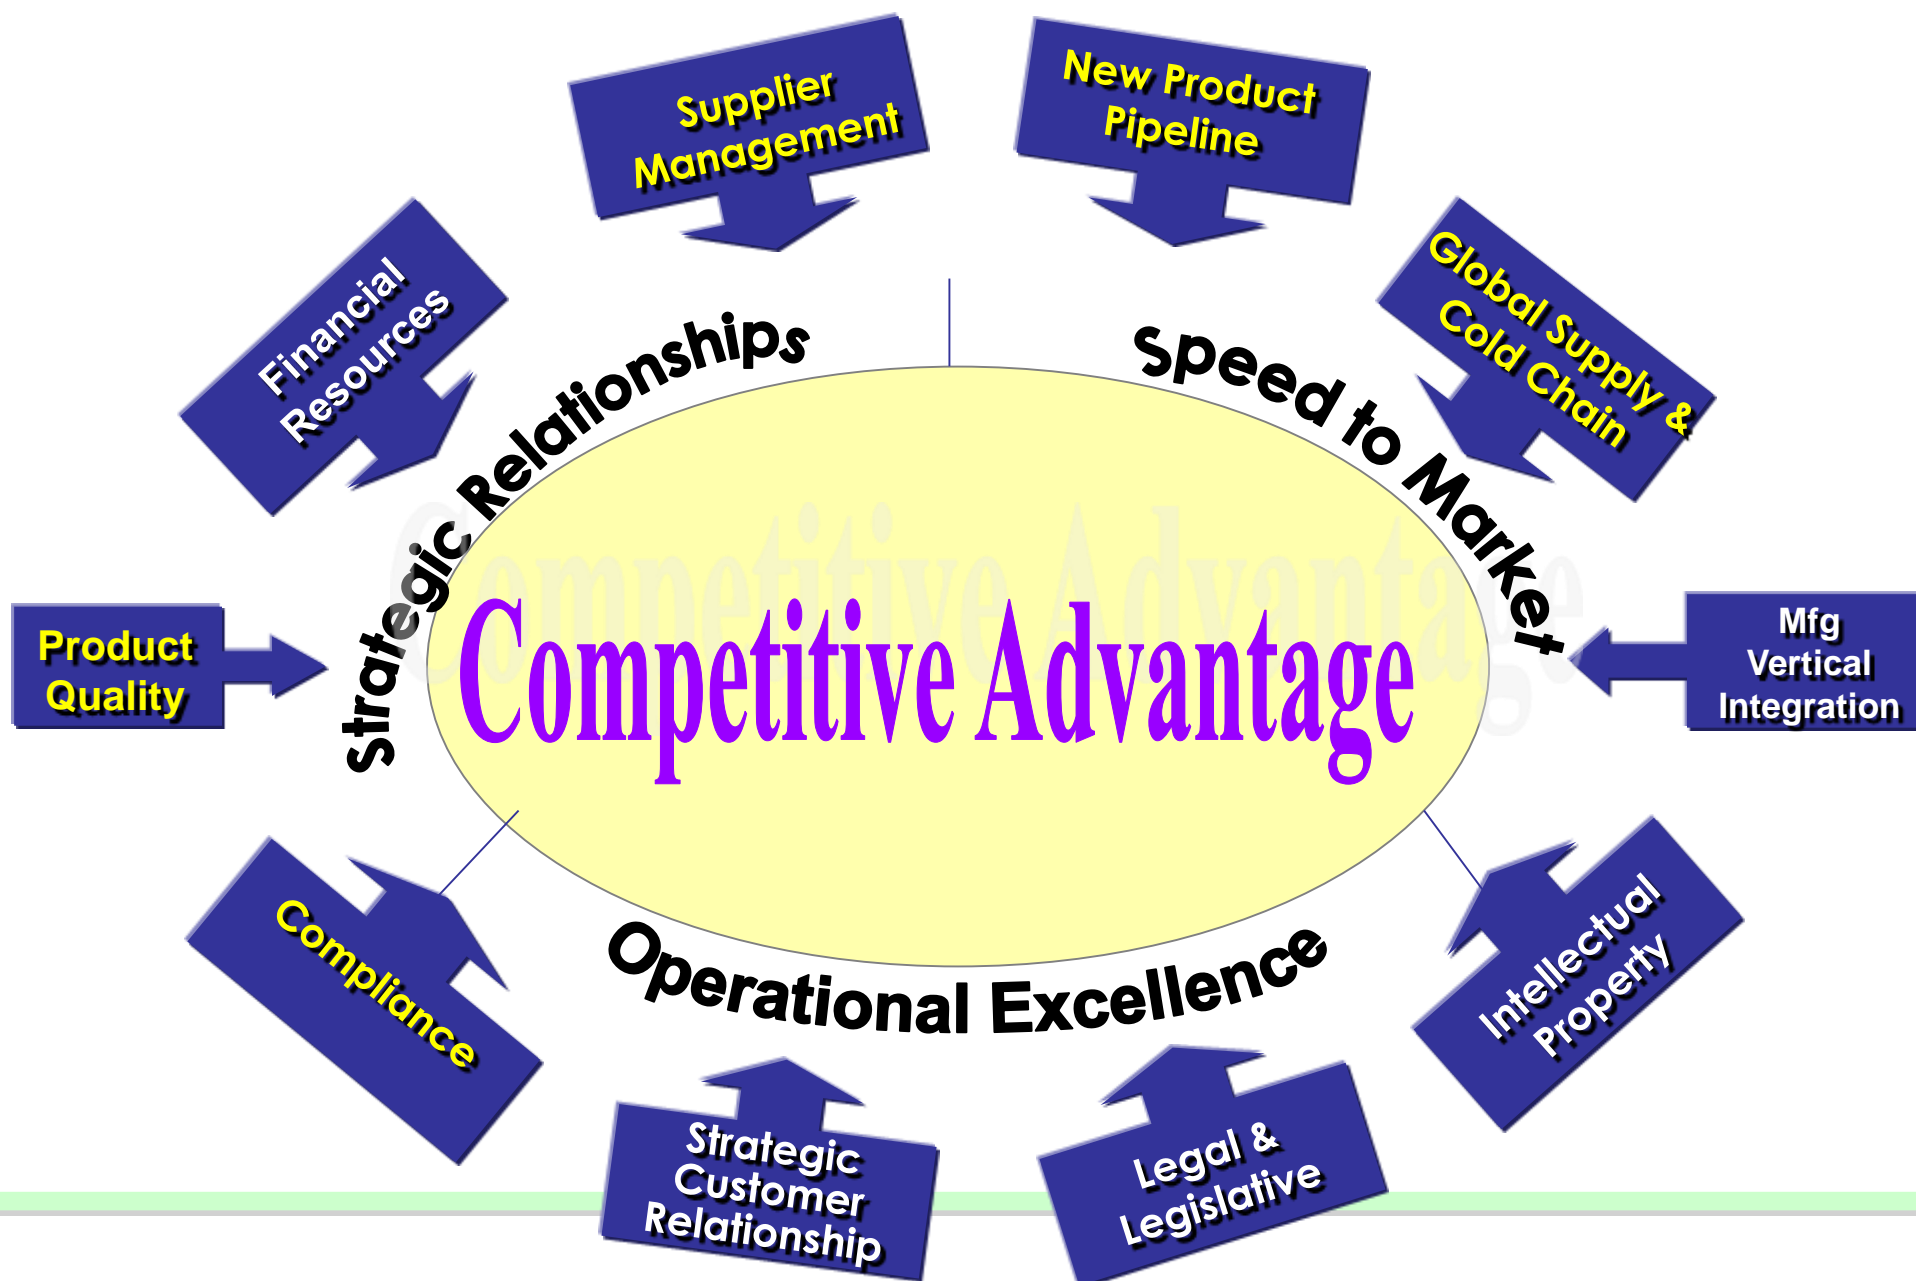 Supplier
Management
New Product
Pipeline
Financial
Resources
Global Supply &
Cold Chain
Strategic Relationships
Speed to Market
Product
Quality
Competitive Advantage
Mfg
Vertical
Integration
Compliance
Operational Excellence
Intellectual
Property
Strategic
Customer
Relationship
Legal &
Legislative